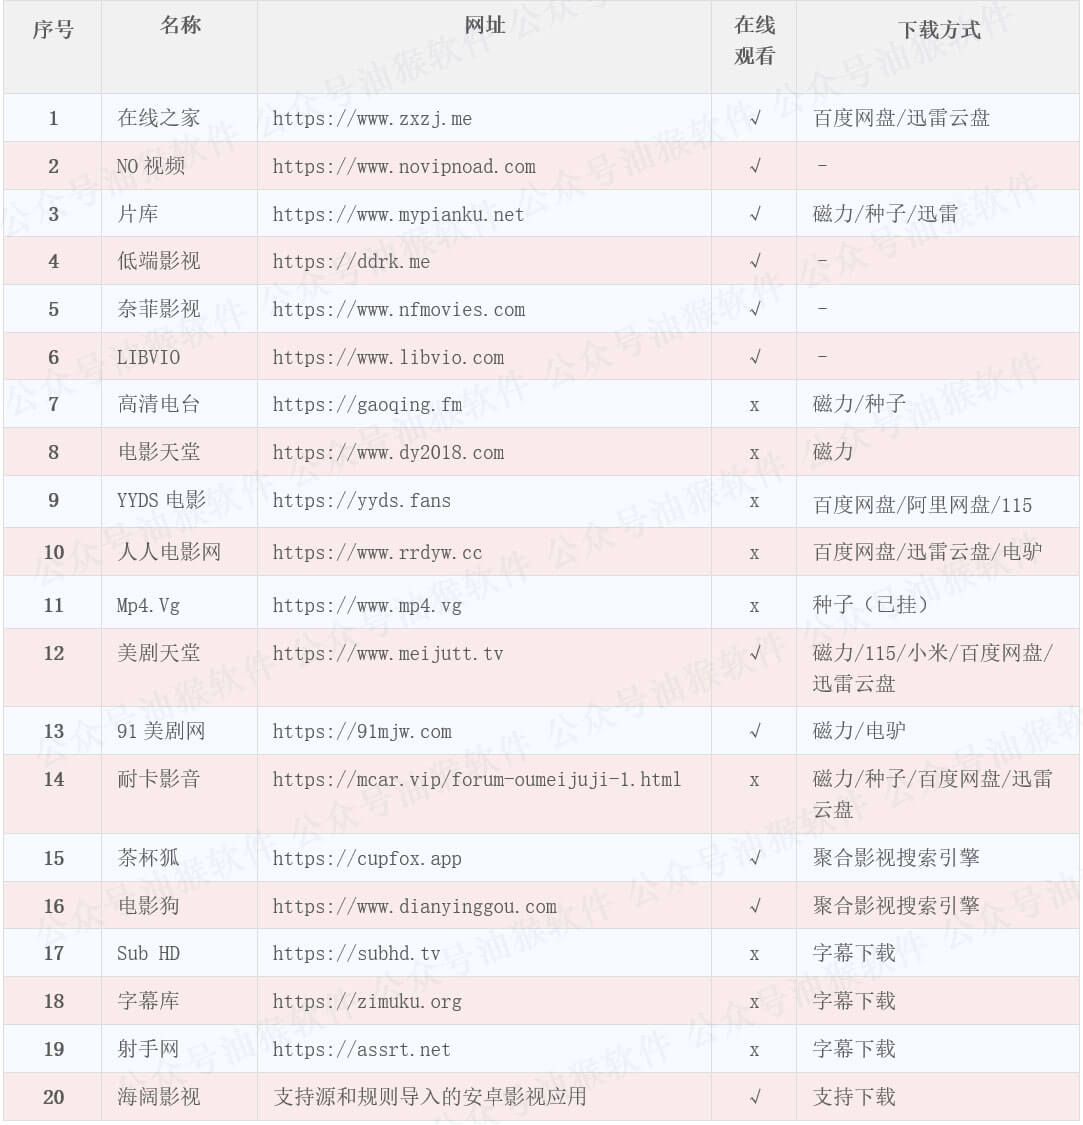 序号 名称 网址 在线观看 下载方式
1 在线之家 https://www.zxzj.me √ 百度网盘/迅雷云盘
2 NO 视频 https://www.novipnoad.com √ -
3 片库 https://www.mypianku.net √ 磁力/种子/迅雷
4 低端影视 https://ddrk.me √ -
5 奈菲影视 https://www.nfmovies.com √ -
6 LIBVIO https://www.libvio.com √ -
7 高清电台 https://gaoqing.fm x 磁力/种子
8 电影天堂 https://www.dy2018.com x 磁力
9 YYDS 电影 https://yyds.fans x 百度网盘/阿里网盘/115
10 人人电影网 https://www.rrdyw.cc x 百度网盘/迅雷云盘/电驴
11 Mp4.Vg https://www.mp4.vg x 种子（已挂）
12 美剧天堂 https://www.meijutt.tv √ 磁力/115/小米/百度网盘/
迅雷云盘
13 91 美剧网 https://91mjw.com √ 磁力/电驴
14 耐卡影音 https://mcar.vip/forum-oumeijuji-1.html x 磁力/种子/百度网盘/迅雷
云盘
15 茶杯狐 https://cupfox.app √ 聚合影视搜索引擎
16 电影狗 https://www.dianyinggou.com √ 聚合影视搜索引擎
17 Sub HD https://subhd.tv x 字幕下载
18 字幕库 https://zimuku.org x 字幕下载
19 射手网 https://assrt.net x 字幕下载
20 海阔影视 支持源和规则导入的安卓影视应用 √ 支持下载
公众号油猴软件